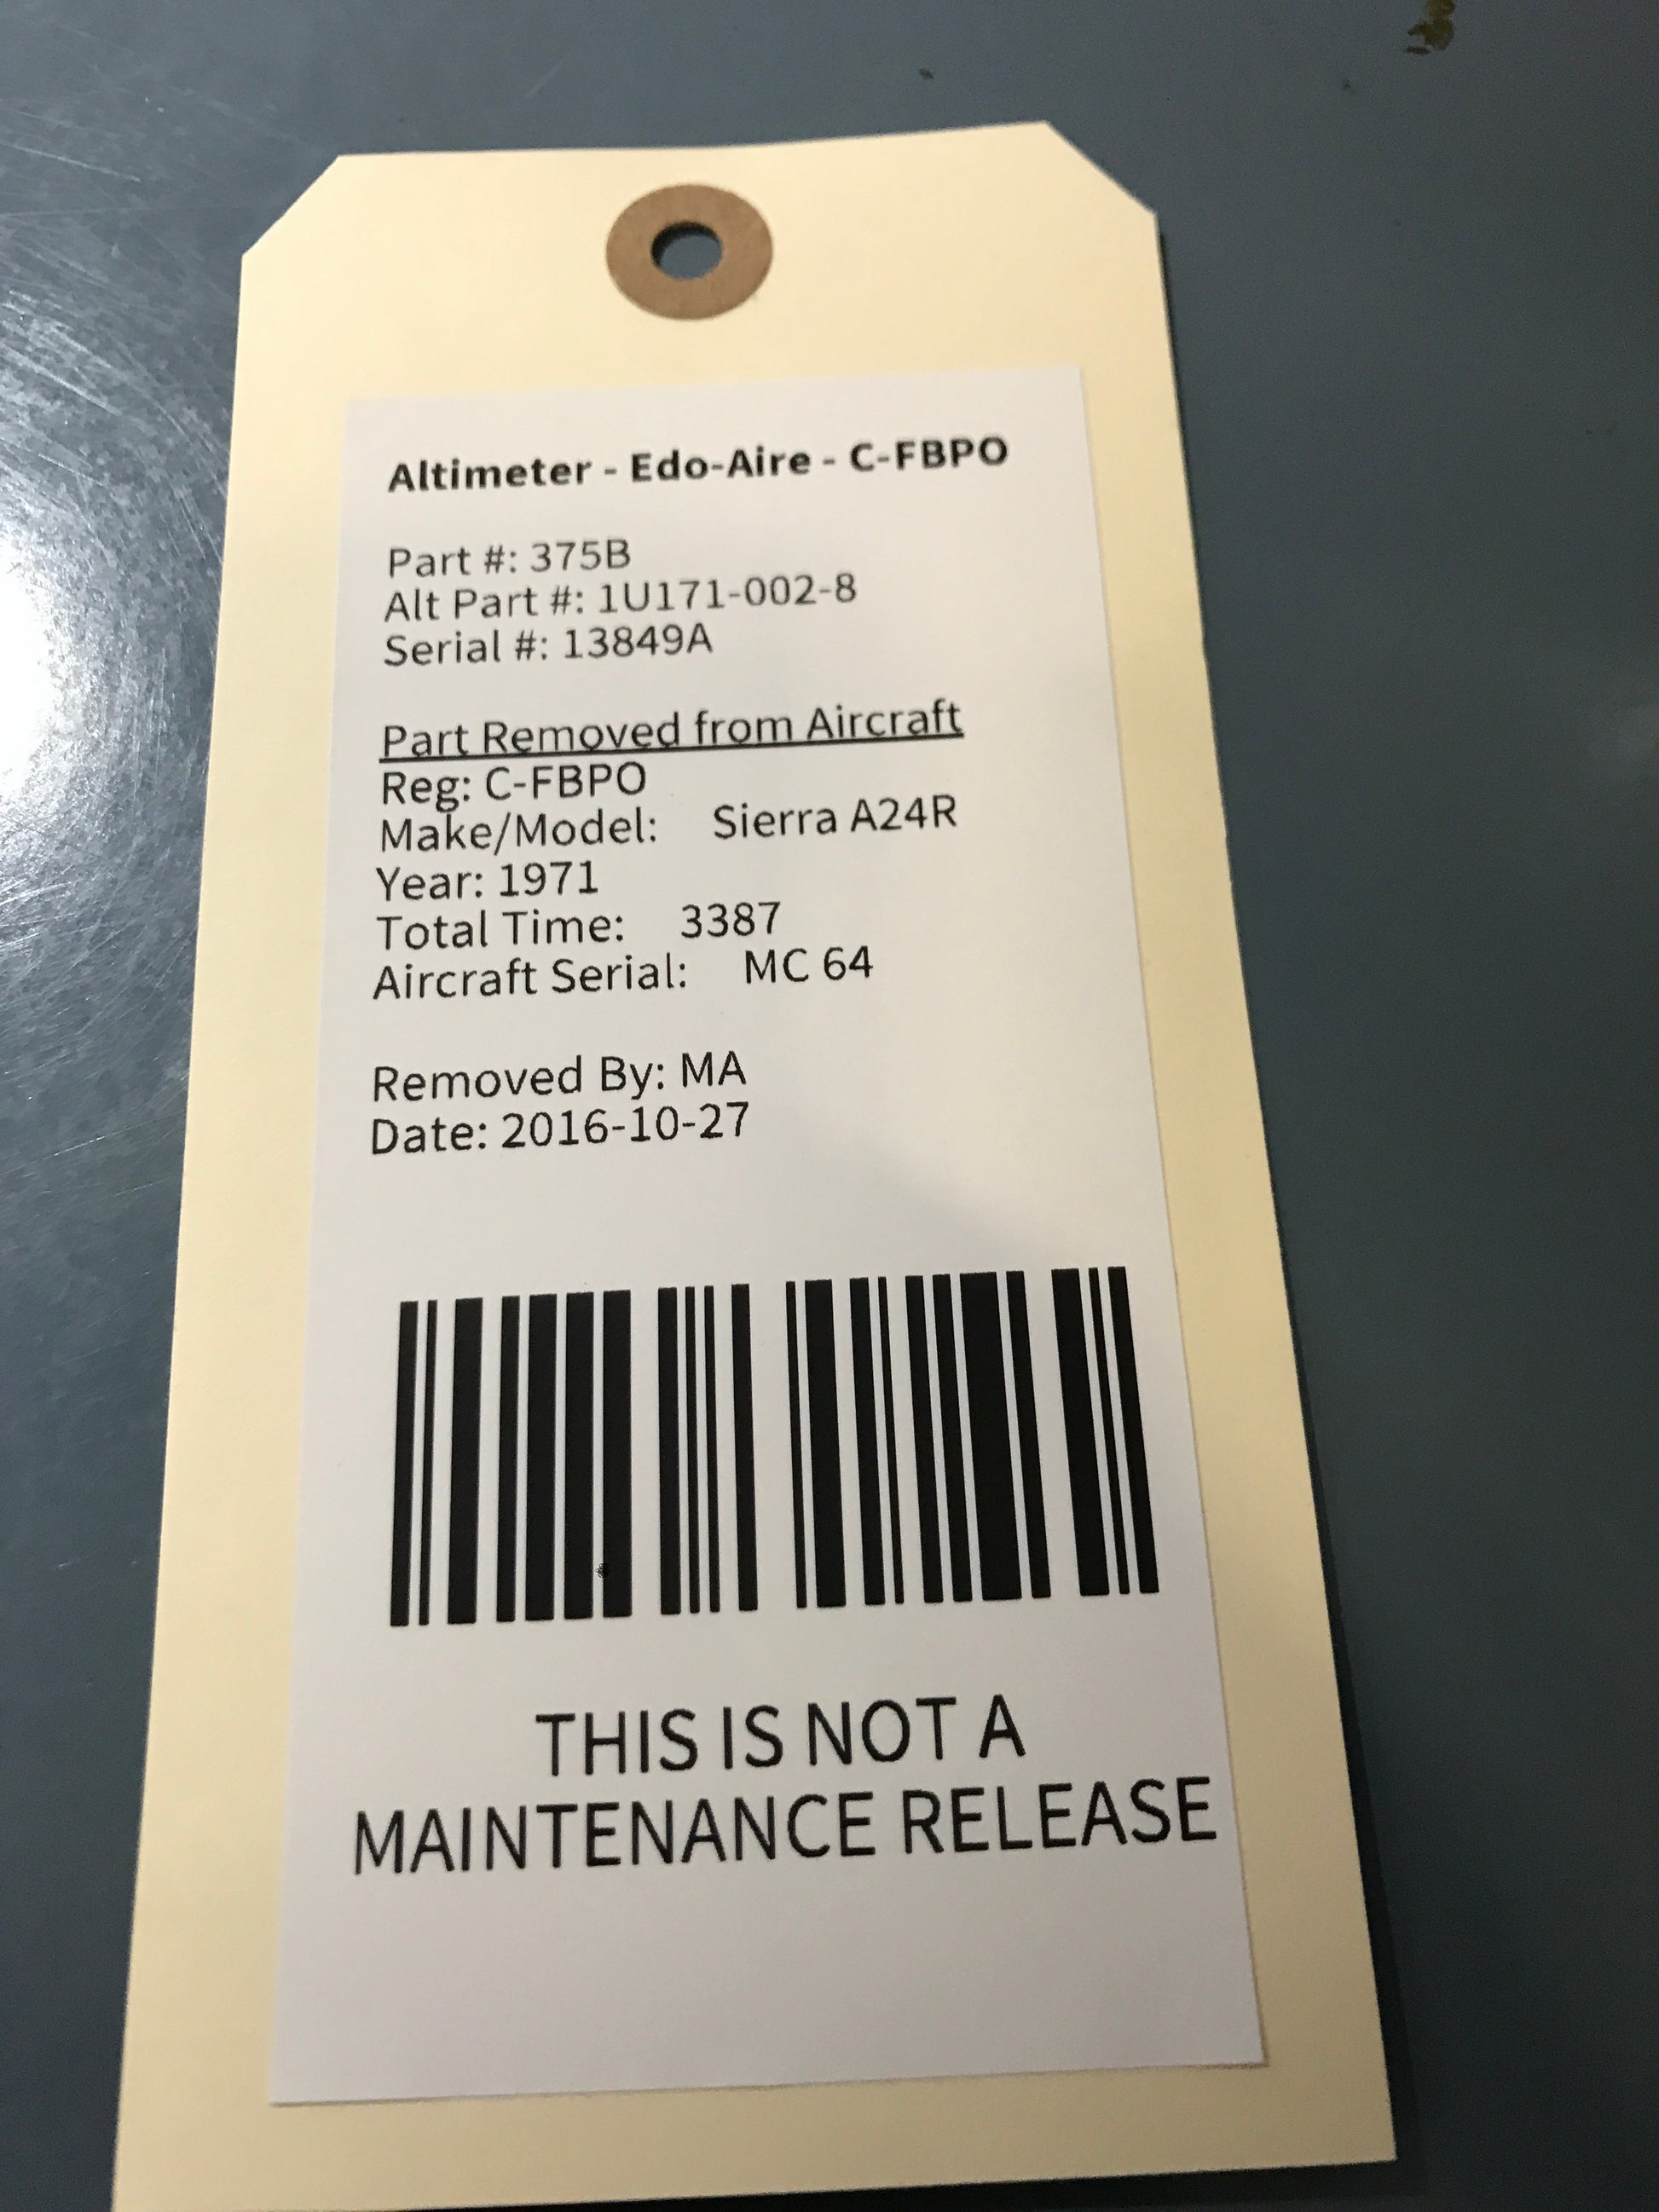 Altimeter - Edo-Aire - C-FBPO
Part #: 375B
Alt Part #: 1U171-002-8
Serial #: 13849A
Part Removed from Aircraft
Reg: C-FBPO
Make/Model: Sierra A24R
Year: 1971
Total Time: 3387
Aircraft Serial: MC 64
Removed By: MA
Date: 2016-10-27
THIS IS NOT A
MAINTENANCE RELEASE